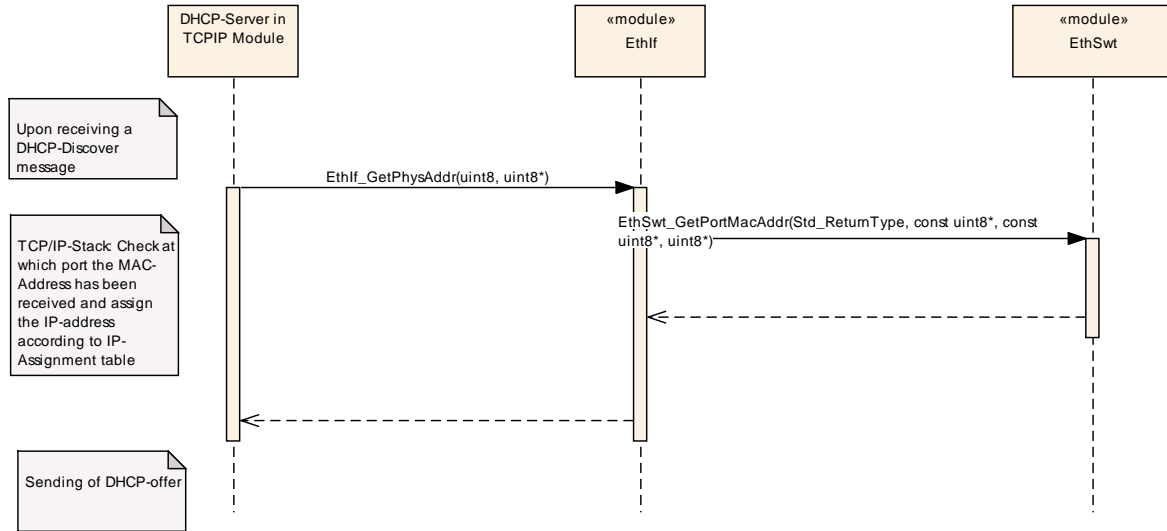 DHCP-Server in
TCPIP Module
«module»
EthIf
«module»
EthSwt
Upon receiving a
DHCP-Discover
message
EthIf_GetPhysAddr(uint8, uint8*)
EthSwt_GetPortMacAddr(Std_ReturnType, const uint8*, const
uint8*, uint8*)
TCP/IP-Stack: Check at
which port the MAC-
Address has been
received and assign
the IP-address
according to IP-
Assignment table
Sending of DHCP-offer